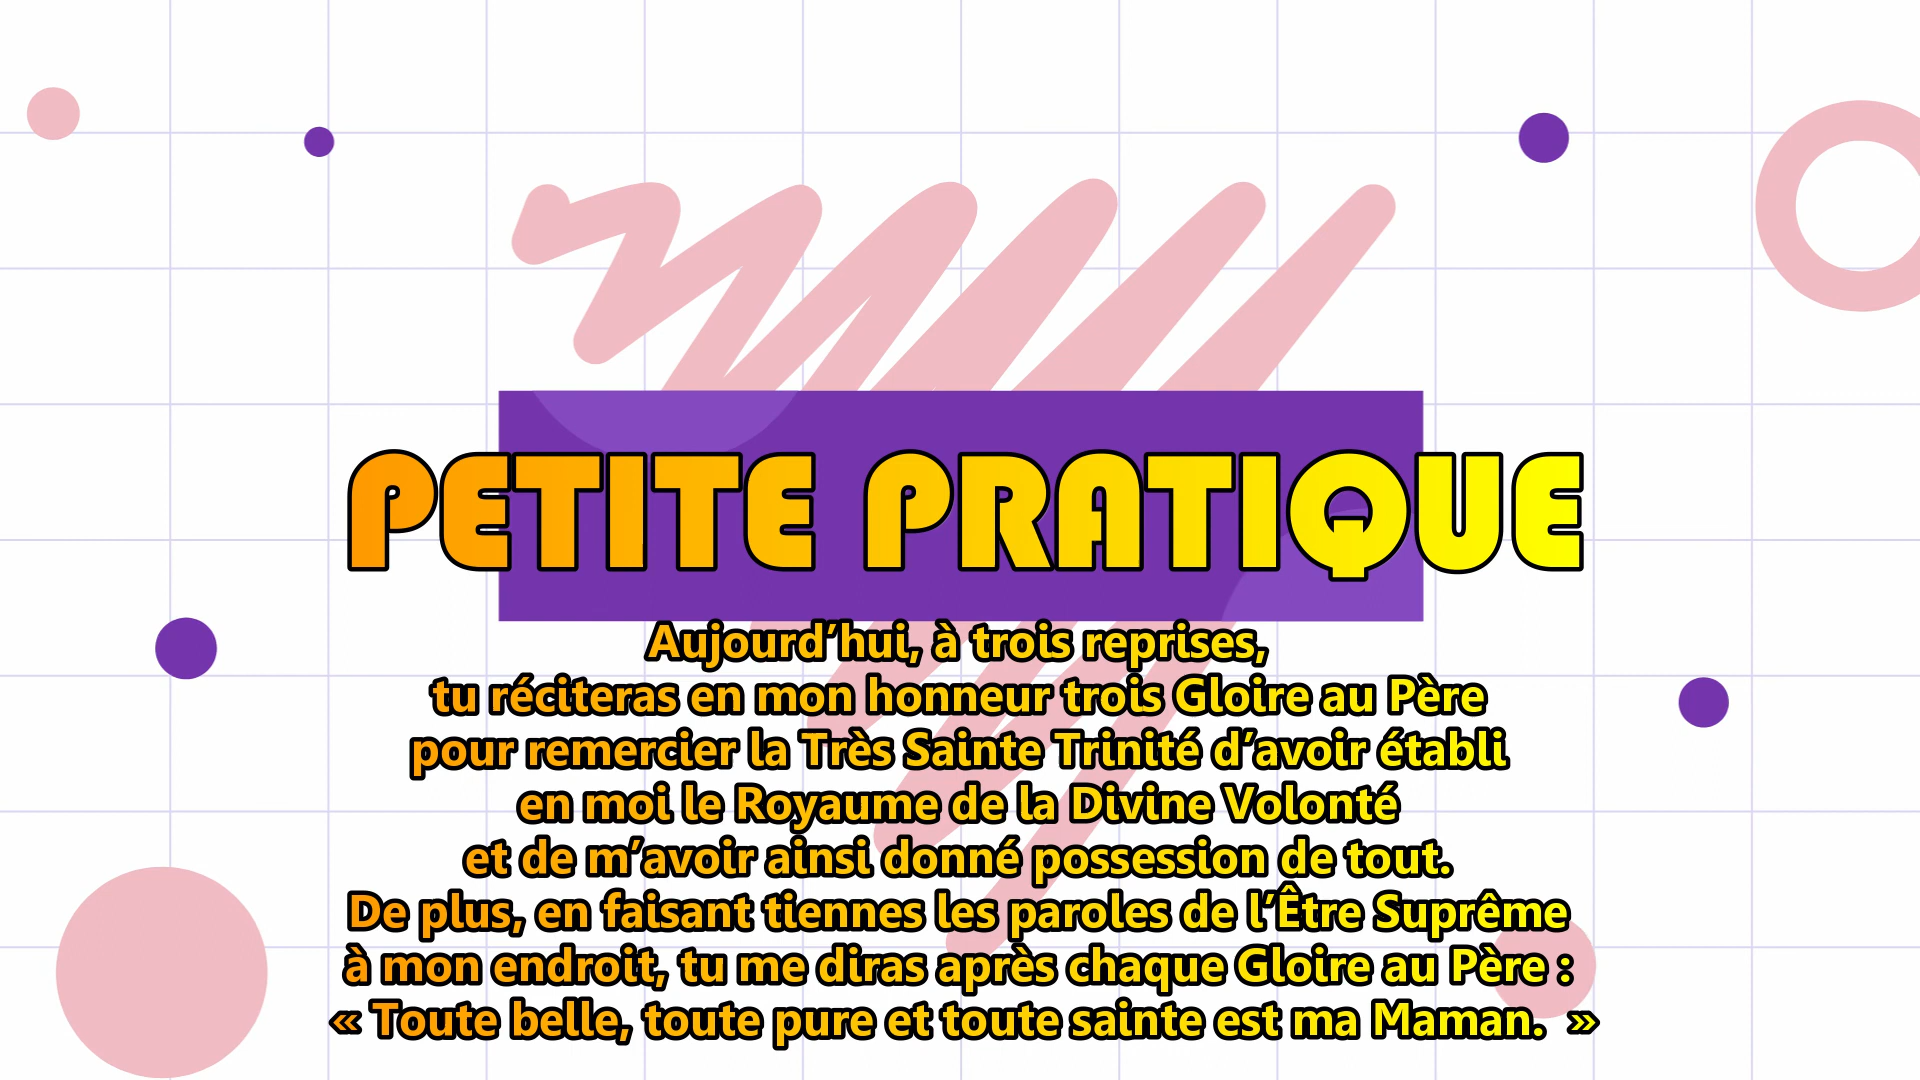 PETITE PRATIQUE
Aujourd’hui, à trois reprises,
tu réciteras en mon honneur trois Gloire au Père
pour remercier la Très Sainte Trinité d’avoir établi
en moi le Royaume de la Divine Volonté
et de m’avoir ainsi donné possession de tout.
De plus, en faisant tiennes les paroles de l’Être Suprême
à mon endroit, tu me diras après chaque Gloire au Père :
« Toute belle, toute pure et toute sainte est ma Maman. »